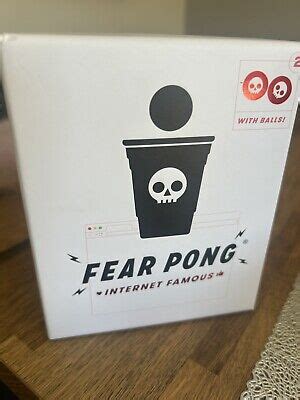 2
WITH BALLS!
FEAR PONG®
INTERNET FAMOUS